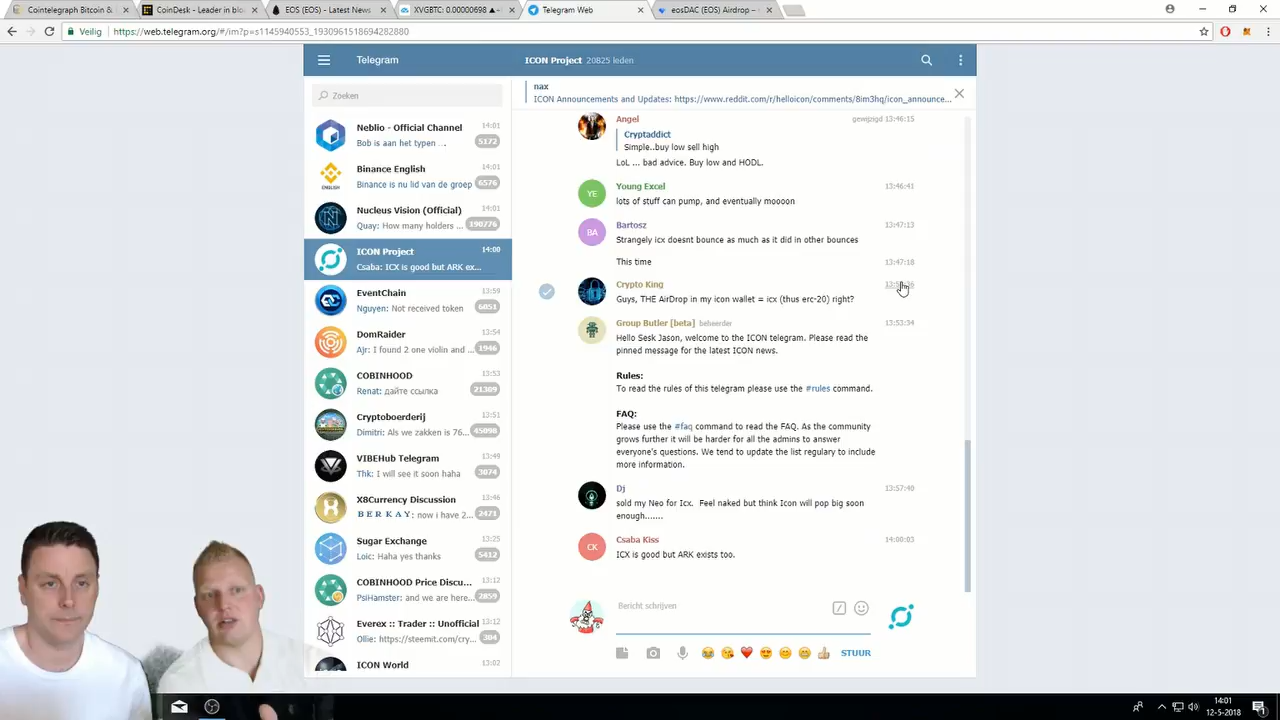 Cointelegraph Bitcoin &
CoinDesk - Leader in blo
EOS (EOS) - Latest News
XVGBTC: 0.00000698 ▲
Telegram Web
eosDAC (EOS) Airdrop –
Veilig
https://web.telegram.org/#/im?p=s1145940553_1930961518694282880
Telegram
ICON Project 20825 leden
Zoeken
Neblio - Official Channel 14:01
Bob is aan het typen .. 5172
Binance English 14:01
Binance is nu lid van de groep 6576
Nucleus Vision (Official) 14:01
Quay: How many holders ... 190776
ICON Project 14:00
Csaba: ICX is good but ARK ex...
EventChain 13:59
Nguyen: Not received token 6051
DomRaider 13:54
Ajr: I found 2 one violin and ... 1946
COBINHOOD 13:53
Renat: дайте ссылка 21309
Cryptoboerderij 13:51
Dimitri: Als we zakken is 76... 45098
VIBEHub Telegram 13:49
Thk: I will see it soon haha 3074
X8Currency Discussion 13:46
B E R K A Y: now i have 2... 2471
Sugar Exchange 13:25
Loic: Haha yes thanks 5412
COBINHOOD Price Discu... 13:12
PsiHamster: and we are here... 2859
Everex :: Trader :: Unofficial 13:12
Ollie: https://steemit.com/cry... 304
ICON World 13:02
nax
ICON Announcements and Updates: https://www.reddit.com/r/helloicon/comments/8im3hq/icon_announce...
Angel gewijzigd 13:46:15
Cryptaddict
Simple..buy low sell high
LoL ... bad advice. Buy low and HODL.
YE
Young Excel 13:46:41
lots of stuff can pump, and eventually moooon
BA
Bartosz 13:47:13
Strangely icx doesnt bounce as much as it did in other bounces
This time 13:47:18
Crypto King
Guys, THE AirDrop in my icon wallet = icx (thus erc-20) right?
Group Butler [beta] beheerder 13:53:34
Hello Sesk Jason, welcome to the ICON telegram. Please read the
pinned message for the latest ICON news.
Rules:
To read the rules of this telegram please use the #rules command.
FAQ:
Please use the #faq command to read the FAQ. As the community
grows further it will be harder for all the admins to answer
everyone's questions. We tend to update the list regulary to include
more information.
Dj 13:57:40
sold my Neo for Icx. Feel naked but think Icon will pop big soon
enough.......
CK
Csaba Kiss 14:00:03
ICX is good but ARK exists too.
Bericht schrijven
STUUR
14:01
12-5-2018